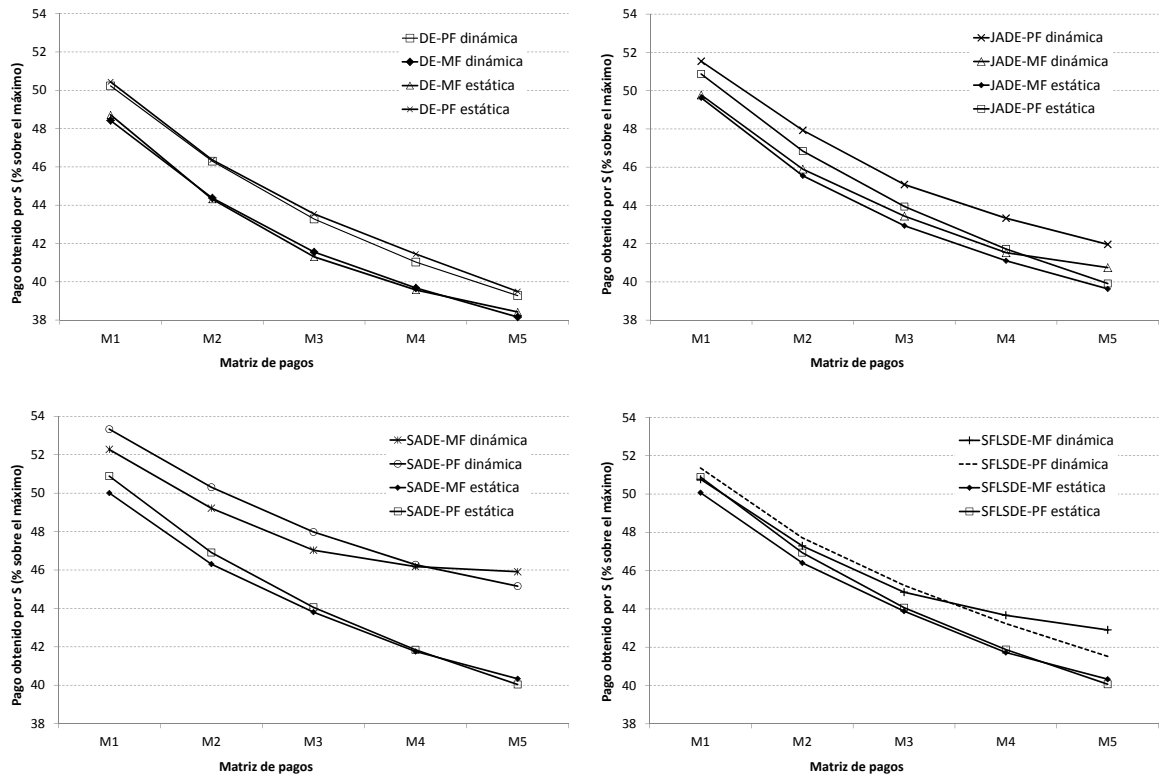 54
52
50
48
46
44
42
40
38
Pago obtenido por S (% sobre el máximo)
DE-PF dinámica
DE-MF dinámica
DE-MF estática
DE-PF estática
M1 M2 M3 M4 M5
Matriz de pagos
54
52
50
48
46
44
42
40
38
Pago obtenido por S (% sobre el máximo)
JADE-PF dinámica
JADE-MF dinámica
JADE-MF estática
JADE-PF estática
M1 M2 M3 M4 M5
Matriz de pagos
54
52
50
48
46
44
42
40
38
Pago obtenido por S (% sobre el máximo)
SADE-MF dinámica
SADE-PF dinámica
SADE-MF estática
SADE-PF estática
M1 M2 M3 M4 M5
Matriz de pagos
54
52
50
48
46
44
42
40
38
Pago obtenido por S (% sobre el máximo)
SFLSDE-MF dinámica
SFLSDE-PF dinámica
SFLSDE-MF estática
SFLSDE-PF estática
M1 M2 M3 M4 M5
Matriz de pagos